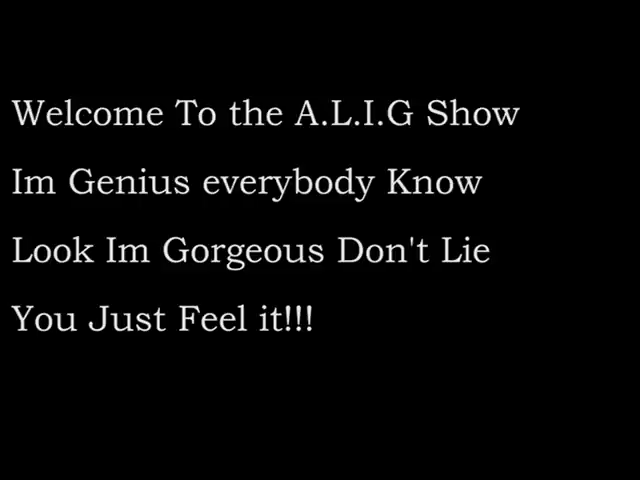 Welcome To the A.L.I.G Show
Im Genius everybody Know
Look Im Gorgeous Don't Lie
You Just Feel it!!!